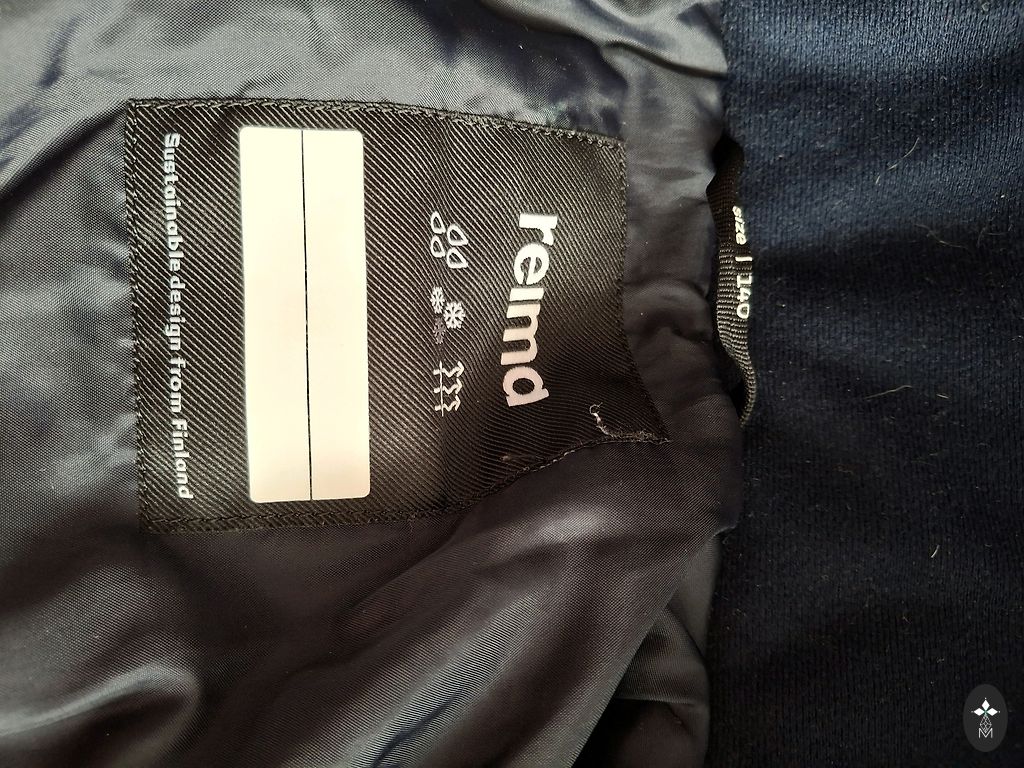 reima
Sustainable design from Finland
size | 140
M